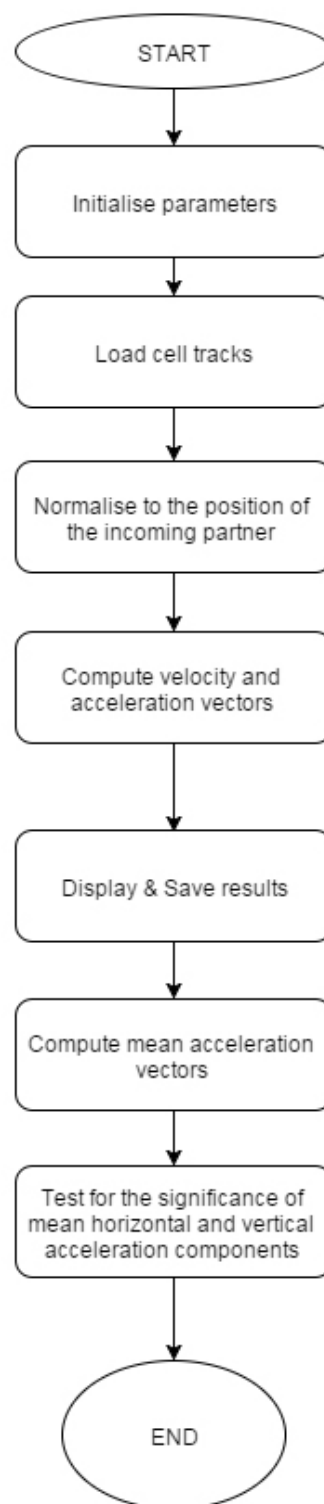 START
Initialise parameters
Load cell tracks
Normalise to the position of
the incoming partner
Compute velocity and
acceleration vectors
Display & Save results
Compute mean acceleration
vectors
Test for the significance of
mean horizontal and vertical
acceleration components
END